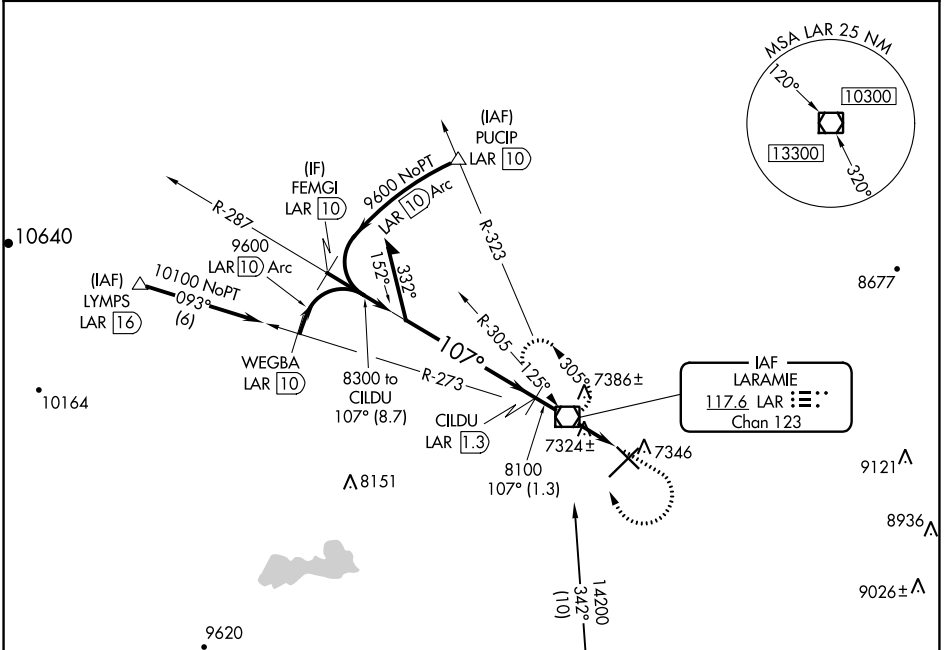 MSA LAR 25 NM
120°
10300
13300
320°
(IAF)
PUCIP
LAR 10
(IF)
FEMGI
LAR 10
9600 NoPT
LAR 10 Arc
R-287
R-323
10640
9600
LAR 10 Arc
(IAF)
LYMPS
LAR 16
10100 NoPT
093°
(6)
152°
332°
8677
R-305
125°
305°
107°
7386±
WEGBA
LAR 10
R-273
8300 to
CILDU
107° (8.7)
IAF
LARAMIE
117.6 LAR
Chan 123
10164
CILDU
LAR 1.3
7324±
7346
8100
107° (1.3)
8151
9121
8936
14200
342°
(10)
9026±
9620